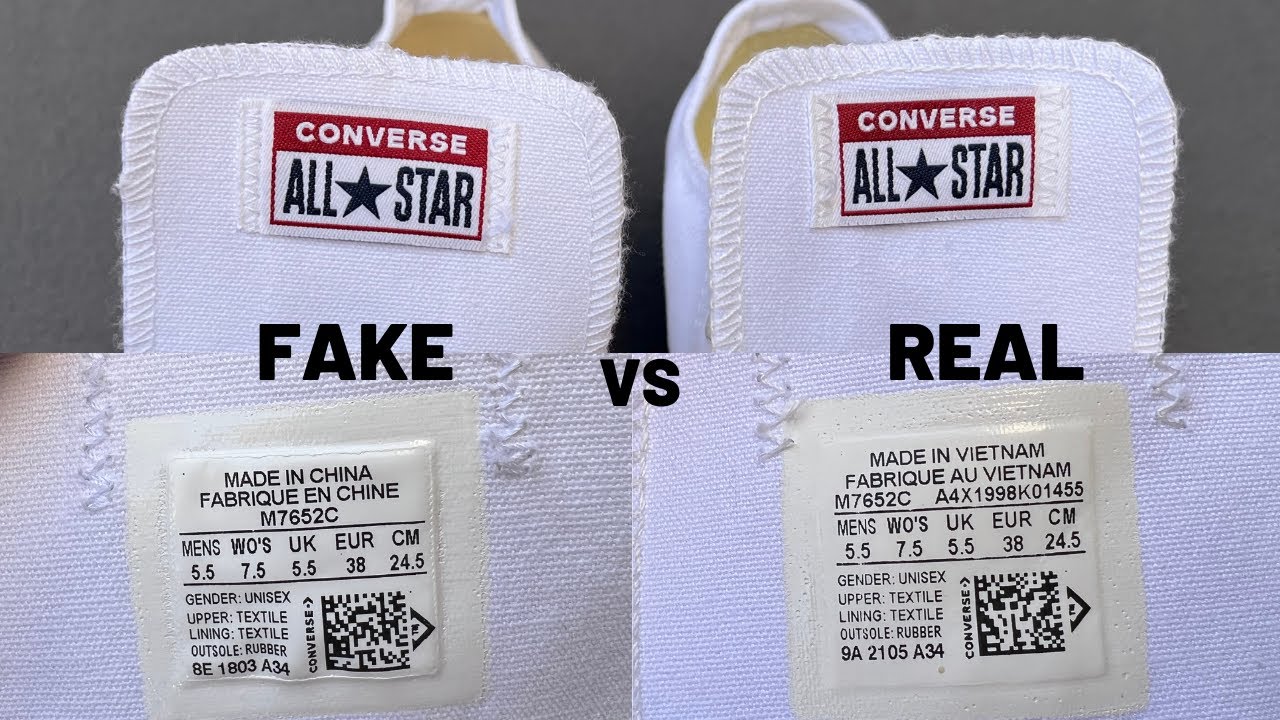 CONVERSE
ALL★STAR
CONVERSE
ALL★STAR
FAKE
VS
REAL
MADE IN CHINA
FABRIQUE EN CHINE
M7652C
MENS WO'S UK EUR CM
5.5 7.5 5.5 38 24.5
GENDER: UNISEX
UPPER: TEXTILE
LINING: TEXTILE
OUTSOLE: RUBBER
8E 1803 A34
CONVERSE
MADE IN VIETNAM
FABRIQUE AU VIETNAM
M7652C A4X1998K01455
MENS WO'S UK EUR CM
5.5 7.5 5.5 38 24.5
GENDER: UNISEX
UPPER: TEXTILE
LINING: TEXTILE
OUTSOLE: RUBBER
9A 2105 A34
CONVERSE